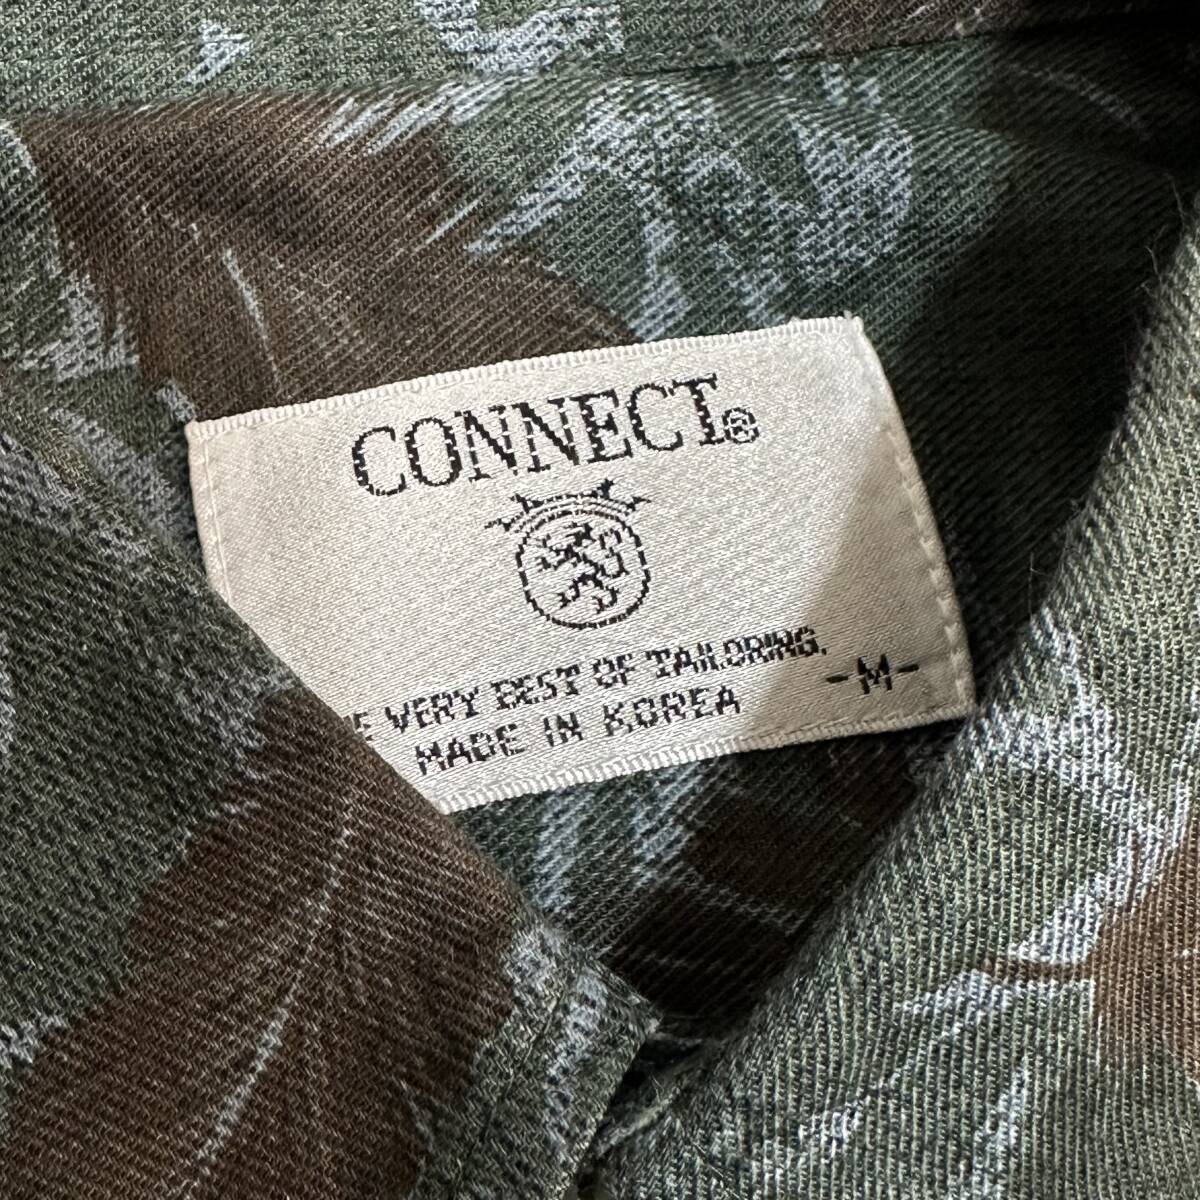 CONNECT®
E VERY BEST OF TAILORING.
-M-
MADE IN KOREA